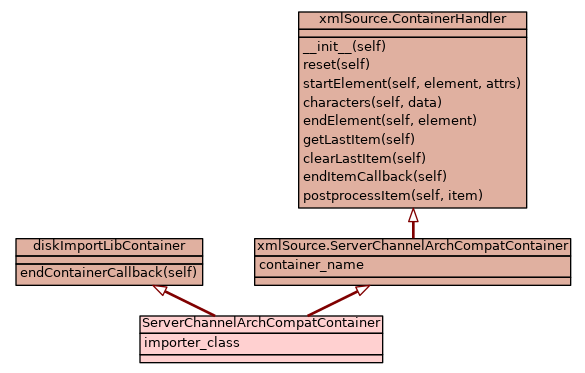 xmlSource.ContainerHandler
__init__(self)
reset(self)
startElement(self, element, attrs)
characters(self, data)
endElement(self, element)
getLastItem(self)
clearLastItem(self)
endItemCallback(self)
postprocessItem(self, item)
diskImportLibContainer
endContainerCallback(self)
xmlSource.ServerChannelArchCompatContainer
container_name
ServerChannelArchCompatContainer
importer_class